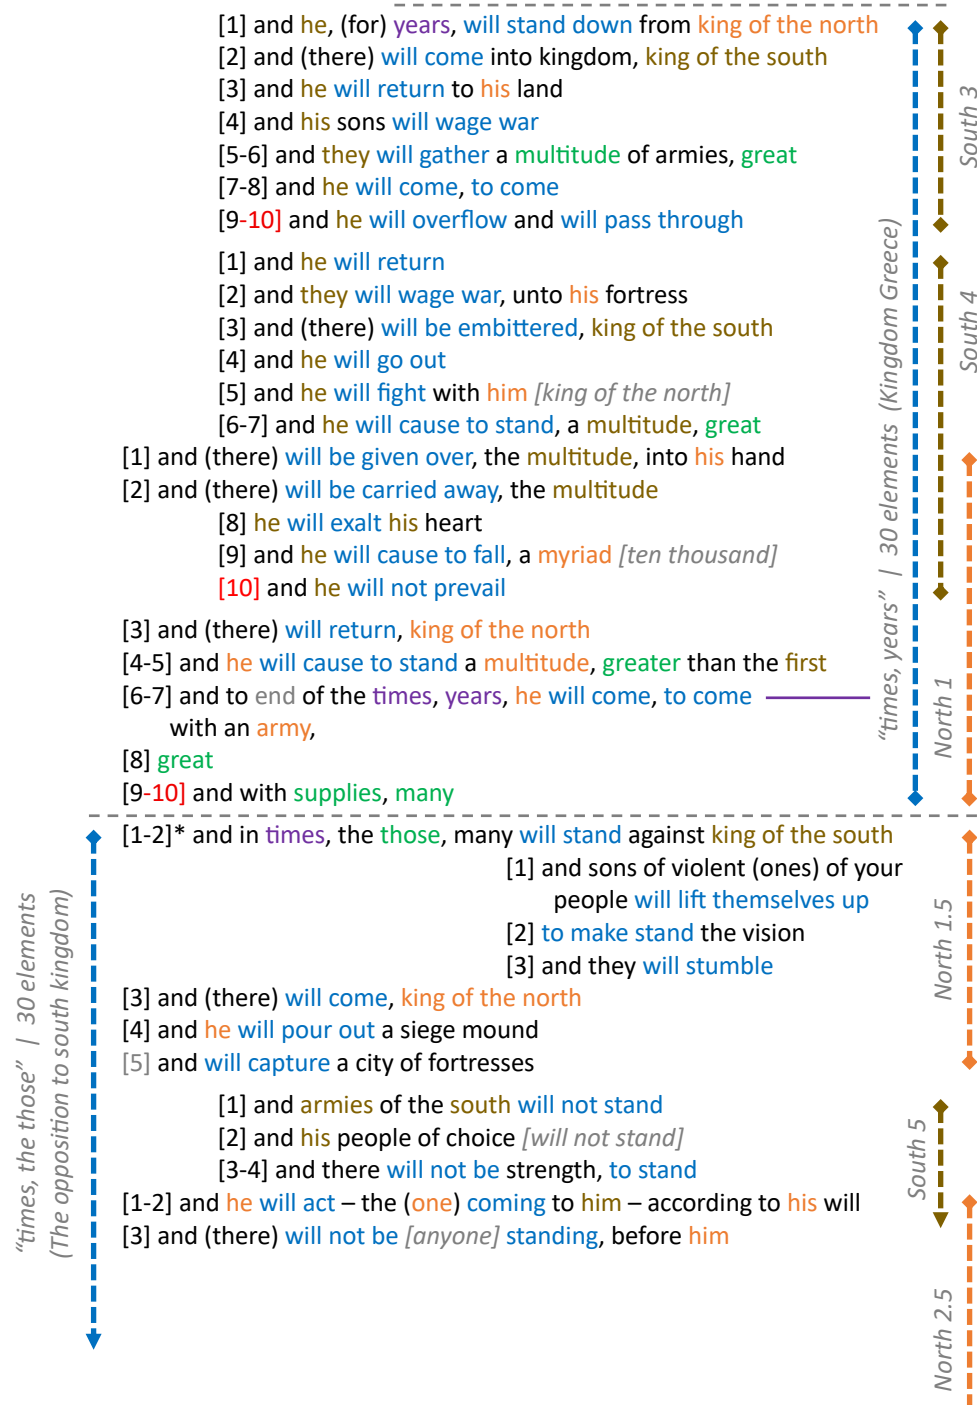 [1] and he, (for) years, will stand down from king of the north
[2] and (there) will come into kingdom, king of the south
[3] and he will return to his land
[4] and his sons will wage war
[5-6] and they will gather a multitude of armies, great
[7-8] and he will come, to come
[9-10] and he will overflow and will pass through
South 3
[1] and he will return
[2] and they will wage war, unto his fortress
[3] and (there) will be embittered, king of the south
[4] and he will go out
[5] and he will fight with him [king of the north]
[6-7] and he will cause to stand, a multitude, great
[1] and (there) will be given over, the multitude, into his hand
[2] and (there) will be carried away, the multitude
[8] he will exalt his heart
[9] and he will cause to fall, a myriad [ten thousand]
[10] and he will not prevail
South 4
[3] and (there) will return, king of the north
[4-5] and he will cause to stand a multitude, greater than the first
[6-7] and to end of the times, years, he will come, to come
with an army,
[8] great
[9-10] and with supplies, many
"times, years" | 30 elements (Kingdom Greece)
North 1
[1-2]* and in times, the those, many will stand against king of the south
[1] and sons of violent (ones) of your
people will lift themselves up
[2] to make stand the vision
[3] and they will stumble
[3] and (there) will come, king of the north
[4] and he will pour out a siege mound
[5] and will capture a city of fortresses
North 1.5
[1] and armies of the south will not stand
[2] and his people of choice [will not stand]
[3-4] and there will not be strength, to stand
South 5
[1-2] and he will act – the (one) coming to him – according to his will
[3] and (there) will not be [anyone] standing, before him
North 2.5
"times, the those" | 30 elements
(The opposition to south kingdom)